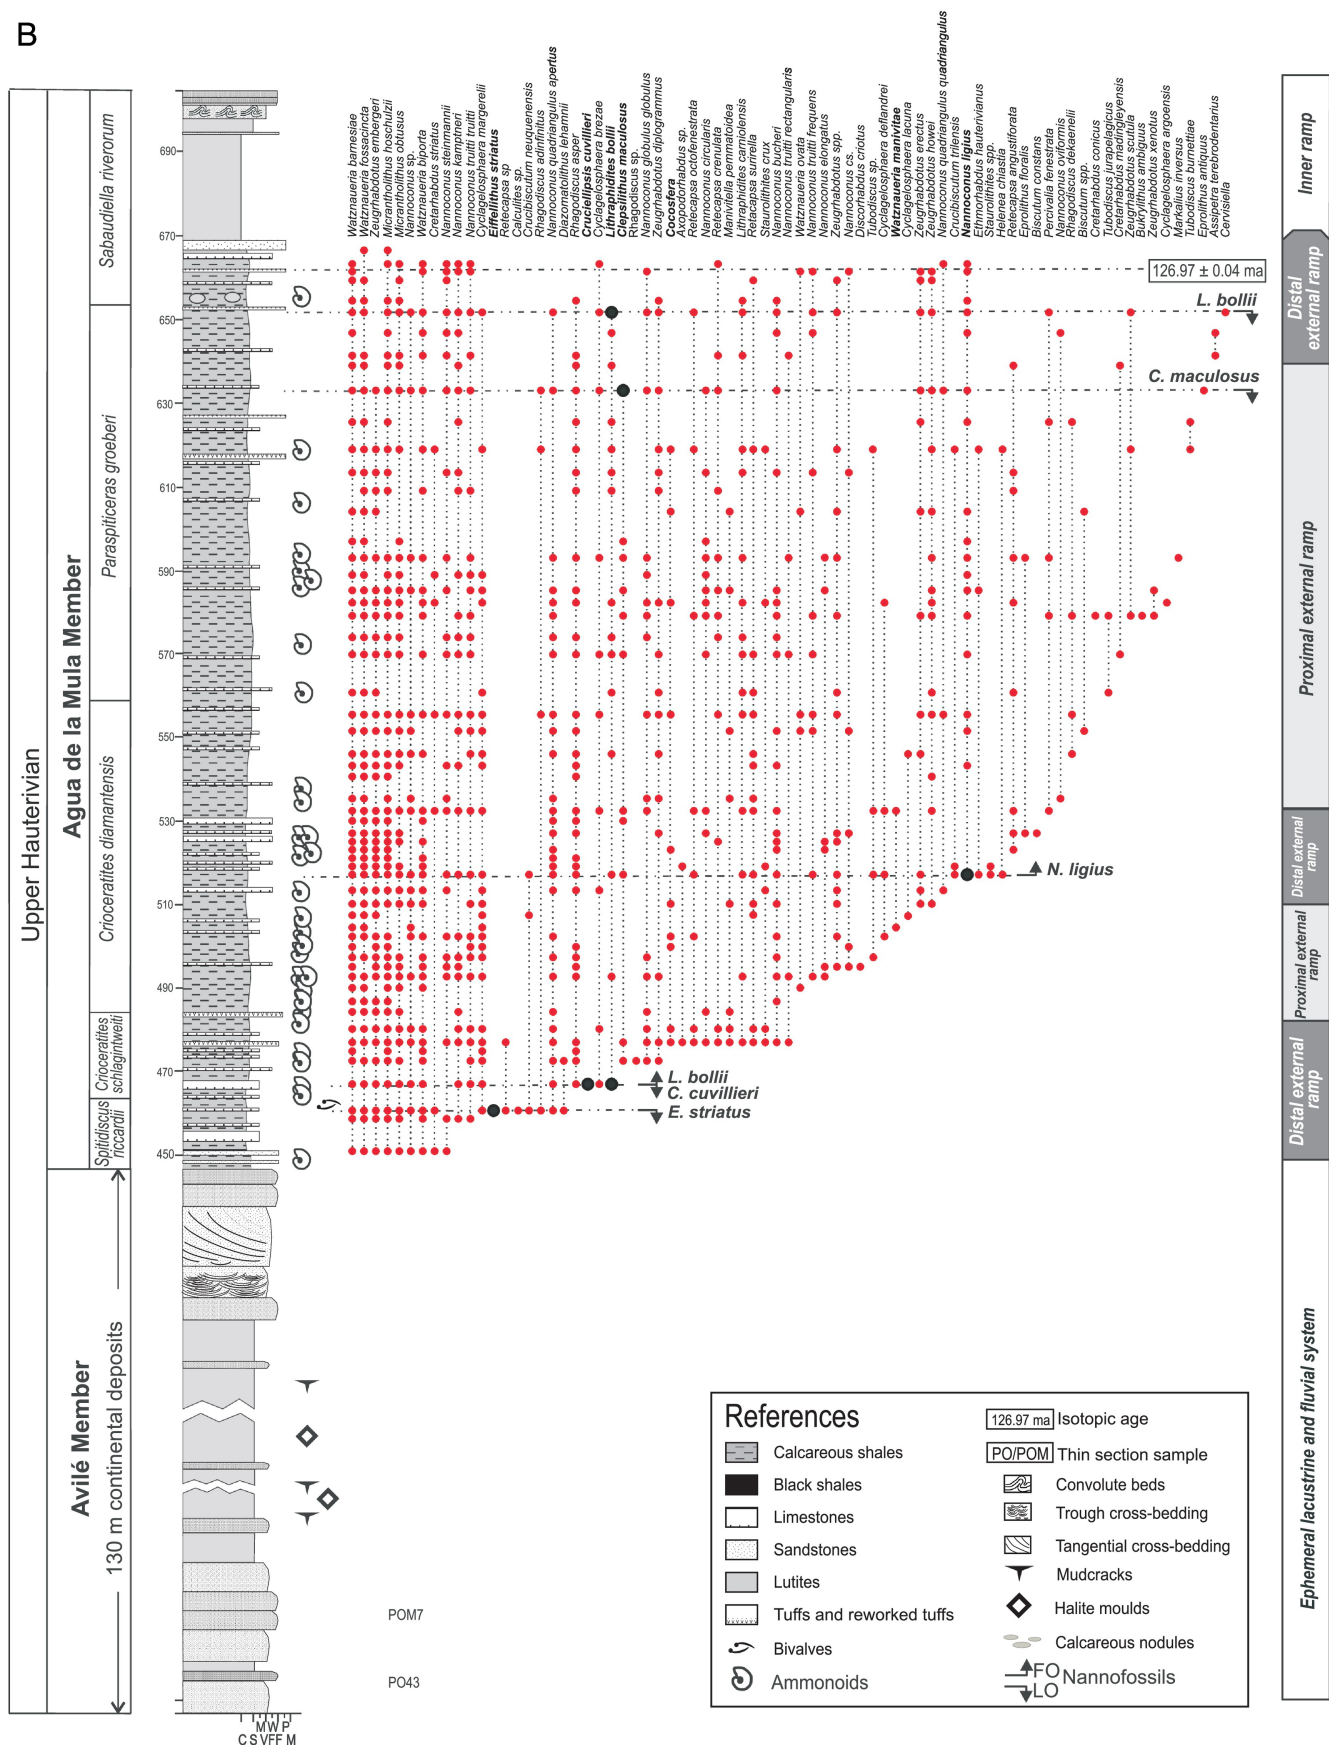 B
Watznaueria barnesiae
Watznaueria fossacincta
Zeugrhabdotus embergeri
Micrantholithus hoschulzii
Micrantholithus obtusus
Nannoconus sp.
Watznaueria biporta
Cretarhabdus striatus
Nannoconus steinmannii
Nannoconus kamptneri
Nannoconus truitti truitti
Cyclagelosphaera margerelii
Eiffellithus striatus
Retecapsa sp
Calculites sp.
Crucibiscutum neuquenensis
Rhagodiscus adinfinitus
Nannoconus quadriangulus apertus
Diazomatolithus lehamnii
Rhagodiscus asper
Cruciellipsis cuvillieri
Cyclagelosphaera brezae
Lithraphidites bollii
Clepsilithus maculosus
Rhagodiscus sp.
Nannoconus globulus globulus
Zeugrhabdotus diplogrammus
Cocosfera
Axopodorhabdus sp.
Retecapsa octofenestrata
Nannoconus circularis
Retecapsa crenulata
Manivitella pemmatoidea
Lithraphidites carniolensis
Retacapsa surirella
Staurolithites crux
Nannoconus bucheri
Nannoconus truitti rectangularis
Watznaueria ovata
Nannoconus truitti frequens
Nannoconus elongatus
Zeugrhabdotus spp.
Nannoconus cs.
Discorhabdus criotus
Tubodiscus sp.
Cyclagelosphaera deflandrei
Watznaueria manivitae
Cyclagelosphaera lacuna
Zeugrhabdotus erectus
Zeugrhabdotus howei
Nannoconus quadriangulus quadriangulus
Crucibiscutum trilensis
Nannoconus ligius
Ethmorhabdus hauterivianus
Staurolithites spp.
Helenea chiastia
Retecapsa angustiforata
Eprolithus floralis
Biscutum constans
Percivalia fenestrata
Nannoconus oviformis
Rhagodiscus dekaenelii
Biscutum spp.
Cretarhabdus conicus
Tubodiscus jurapelagicus
Cretarhabdus madingleyensis
Zeugrhabdotus scutula
Bukrylithus ambiguus
Zeugrhabdotus xenotus
Cyclagelosphaera argoensis
Markalius inversus
Tubodiscus burnettiae
Eprolithus antiquus
Assipetra terebrodentarius
Cervisiella
Upper Hauterivian
Agua de la Mula Member
Avilé Member
130 m continental deposits
Sabaudiella riverorum
Paraspiticeras groeberi
Crioceratites diamantensis
Crioceratites
schlagintweiti
Spitidiscus
riccardii
690
670
650
630
610
590
570
550
530
510
490
470
450
126.97 ± 0.04 ma
L. bollii
C. maculosus
N. ligius
L. bollii
C. cuvillieri
E. striatus
Inner ramp
Distal
external ramp
Proximal external ramp
Distal external
ramp
Proximal external
ramp
Distal external
ramp
Ephemeral lacustrine and fluvial system
POM7
PO43
M W P
C S VFF M
References
Calcareous shales
Black shales
Limestones
Sandstones
Lutites
Tuffs and reworked tuffs
Bivalves
Ammonoids
126.97 ma Isotopic age
PO/POM Thin section sample
Convolute beds
Trough cross-bedding
Tangential cross-bedding
Mudcracks
Halite moulds
Calcareous nodules
FO
LO
Nannofossils